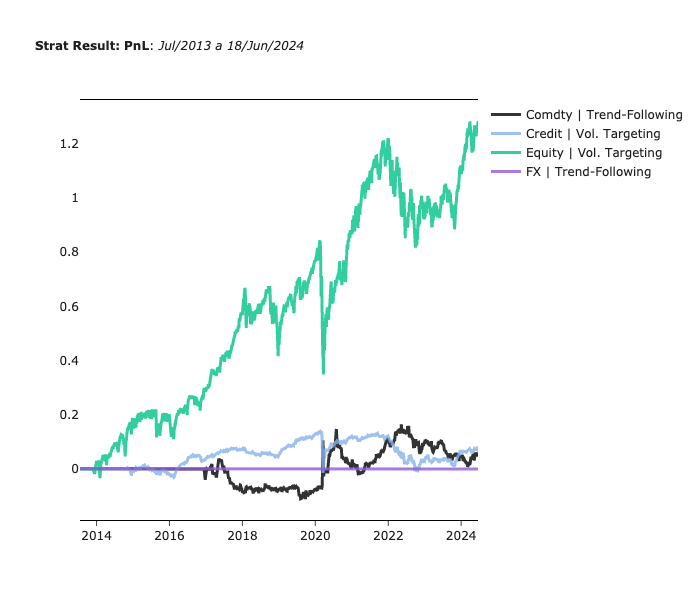 Strat Result: PnL: Jul/2013 a 18/Jun/2024
Comdty | Trend-Following
Credit | Vol. Targeting
Equity | Vol. Targeting
FX | Trend-Following
1.2
1
0.8
0.6
0.4
0.2
0
2014 2016 2018 2020 2022 2024